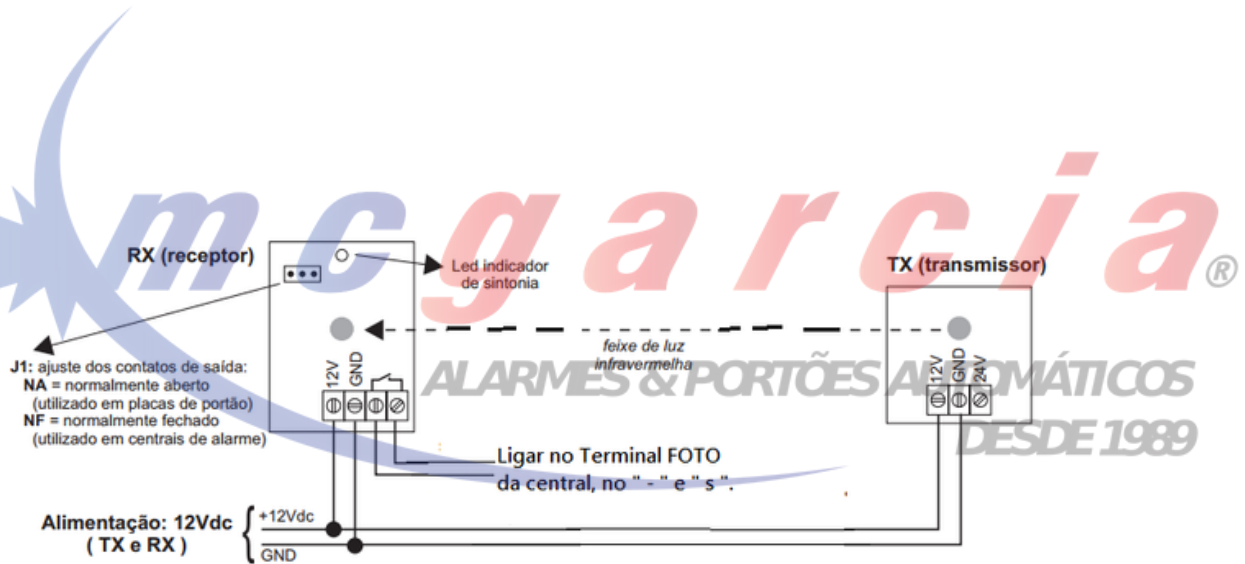 mcgarcia®
ALARMES & PORTÕES AUTOMÁTICOS
DESDE 1989
RX (receptor)
Led indicador
de sintonia
TX (transmissor)
feixe de luz
infravermelha
J1: ajuste dos contatos de saída:
NA = normalmente aberto
(utilizado em placas de portão)
NF = normalmente fechado
(utilizado em centrais de alarme)
12V
GND
12V
GND
24V
Ligar no Terminal FOTO
da central, no " - " e " s ".
Alimentação: 12Vdc
( TX e RX )
+12Vdc
GND